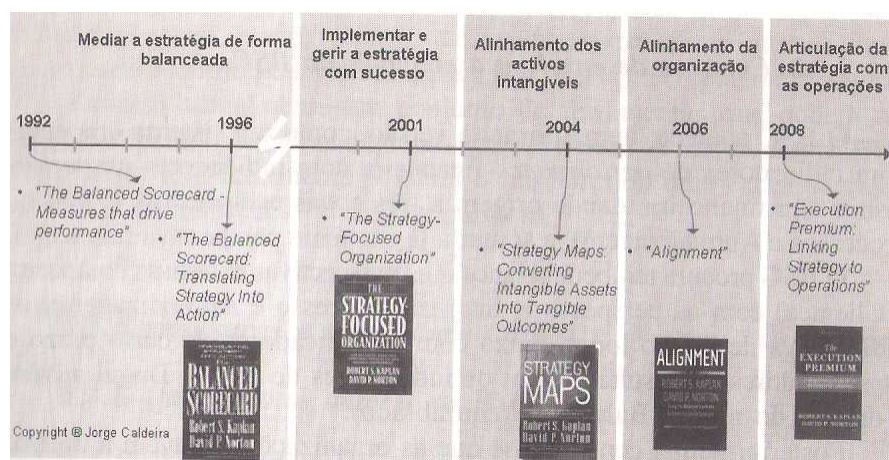 Mediar a estratégia de forma
balanceada
Implementar e
gerir a estratégia
com sucesso
Alinhamento dos
activos
intangíveis
Alinhamento da
organização
Articulação da
estratégia com
as operações
1992
1996
2001
2004
2006
2008
• "The Balanced Scorecard -
Measures that drive
performance"
• "The Balanced
Scorecard:
Translating
Strategy Into
Action"
• "The Strategy-
Focused
Organization"
• "Strategy Maps:
Converting
Intangible Assets
into Tangible
Outcomes"
• "Alignment"
• "Execution
Premium:
Linking
Strategy to
Operations"
BALANCED
SCORECARD
Robert S. Kaplan
David P. Norton
THE
STRATEGY-
FOCUSED
ORGANIZATION
ROBERT S. KAPLAN
DAVID P. NORTON
STRATEGY
MAPS
Robert S. Kaplan
David P. Norton
ALIGNMENT
ROBERT S. KAPLAN
DAVID P. NORTON
The
EXECUTION
PREMIUM
ROBERT S. KAPLAN
DAVID P. NORTON
Copyright ® Jorge Caldeira